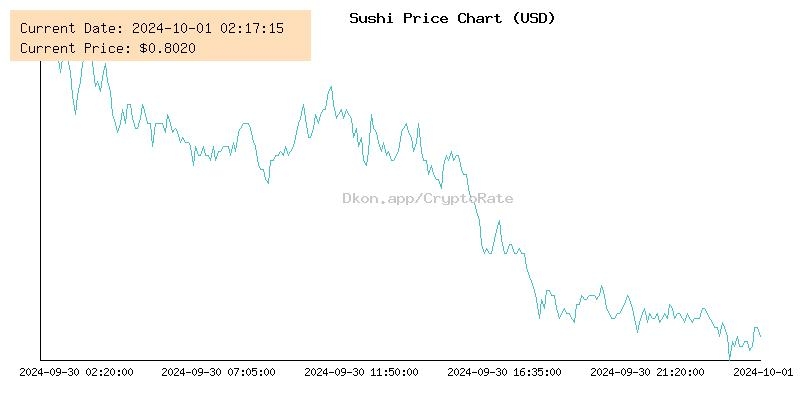 Sushi Price Chart (USD)
Current Date: 2024-10-01 02:17:15
Current Price: $0.8020
Dkon.app/CryptoRate
2024-09-30 02:20:00 2024-09-30 07:05:00 2024-09-30 11:50:00 2024-09-30 16:35:00 2024-09-30 21:20:00 2024-10-01